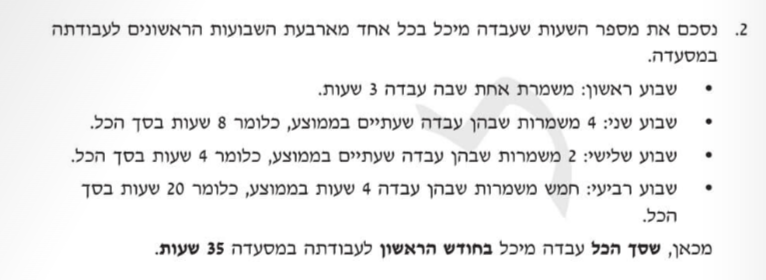 2. נסכם את מספר השעות שעבדה מיכל בכל אחד מארבעת השבועות הראשונים לעבודתה
במסעדה.
• שבוע ראשון: משמרת אחת שבה עבדה 3 שעות.
• שבוע שני: 4 משמרות שבהן עבדה שעתיים בממוצע, כלומר 8 שעות בסך הכל.
• שבוע שלישי: 2 משמרות שבהן עבדה שעתיים בממוצע, כלומר 4 שעות בסך הכל.
• שבוע רביעי: חמש משמרות שבהן עבדה 4 שעות בממוצע, כלומר 20 שעות בסך
הכל.
מכאן, שסך הכל עבדה מיכל בחודש הראשון לעבודתה במסעדה 35 שעות.